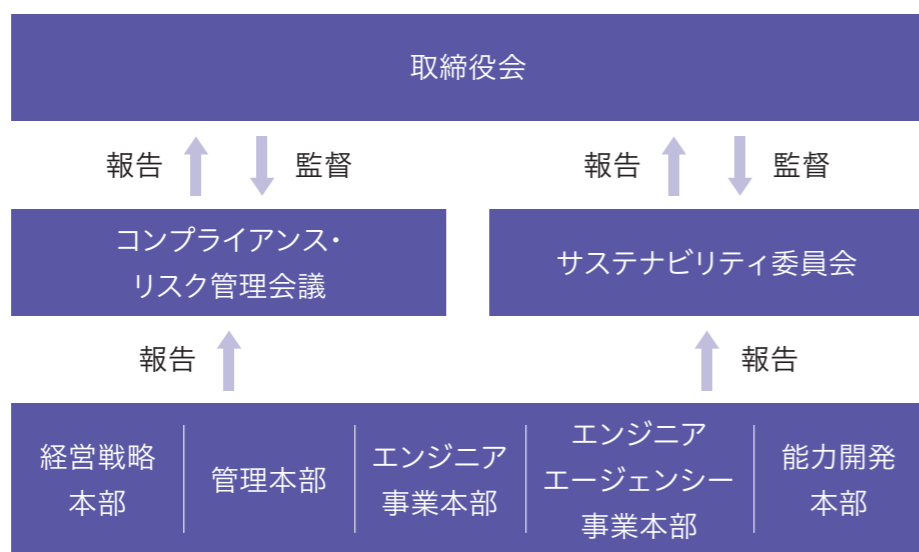 取締役会
報告
監督
報告
監督
コンプライアンス・
リスク管理会議
サステナビリティ委員会
報告
報告
経営戦略
本部
管理本部
エンジニア
事業本部
エンジニア
エージェンシー
事業本部
能力開発
本部